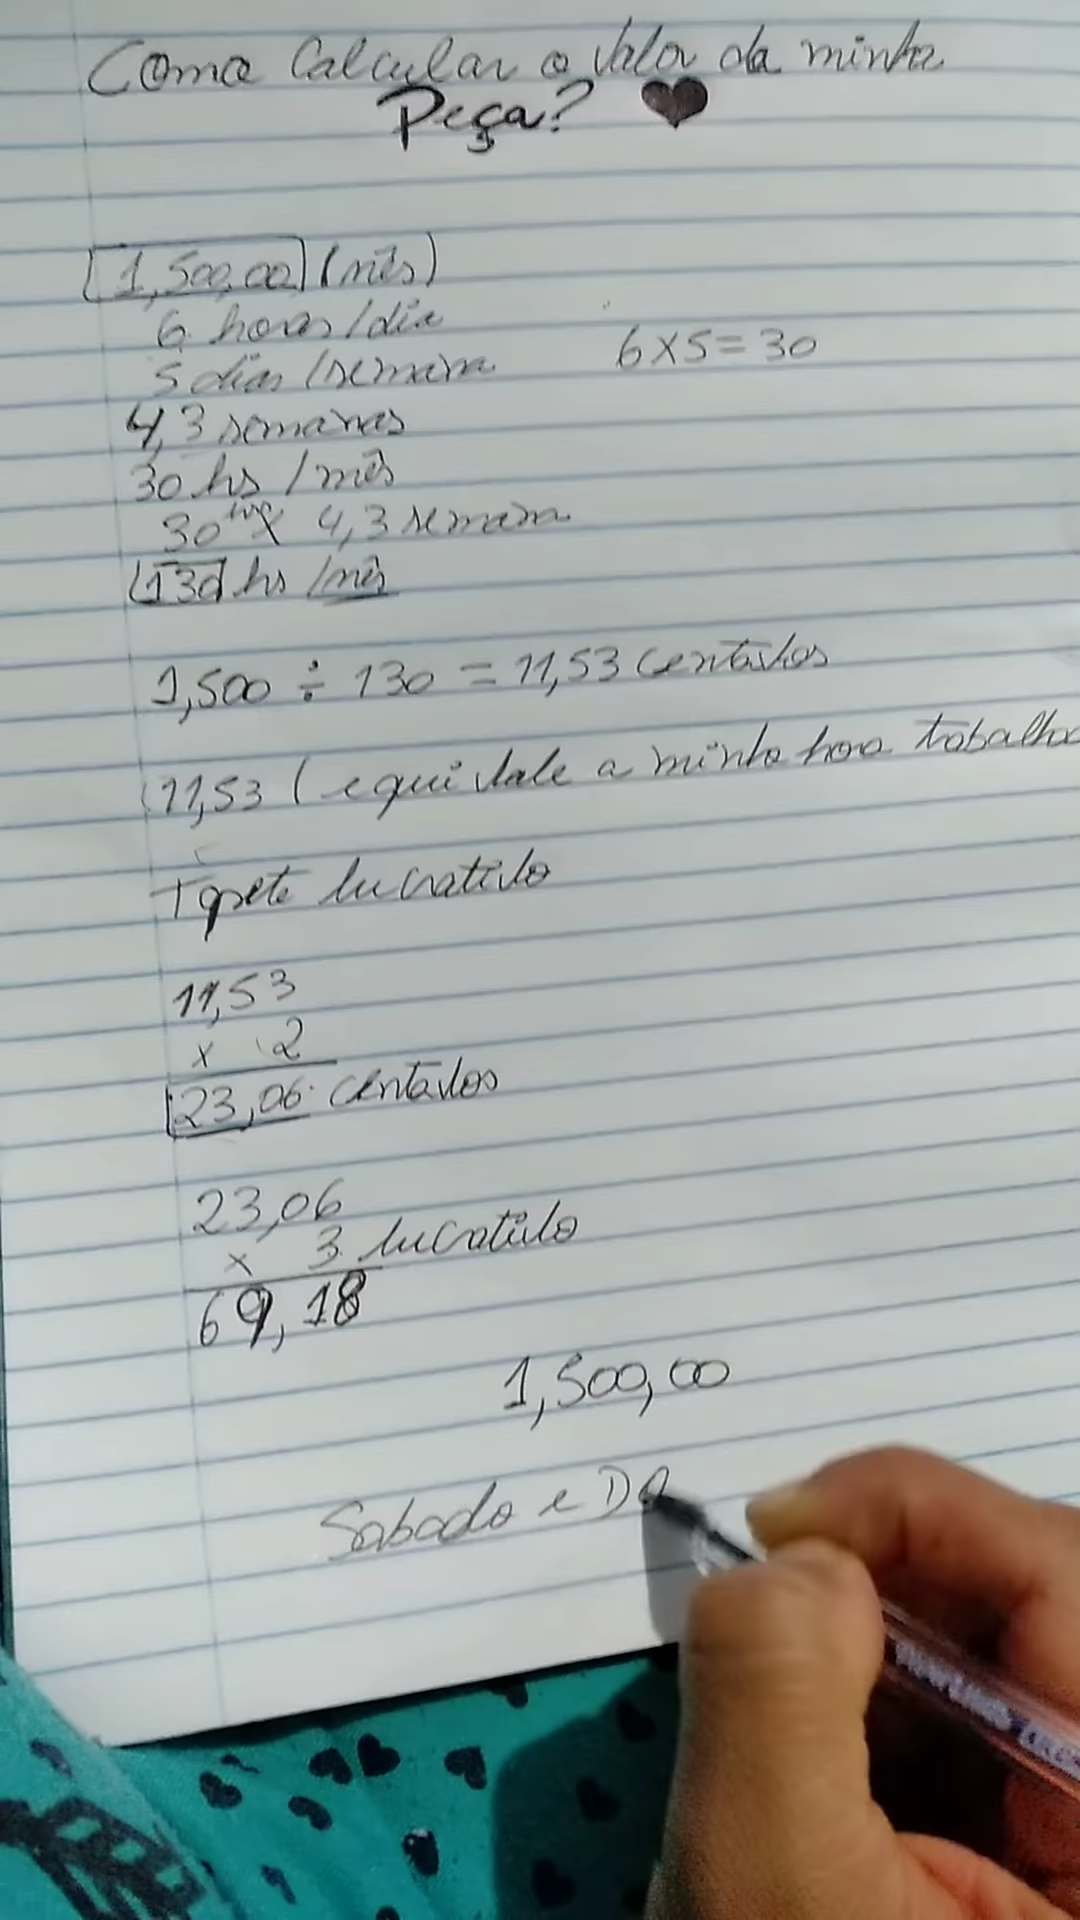 Como Calcular o valor da minha
Peça? ♥
1,500,00 (mês)
6 horas/dia
5 dias/semana 6x5=30
4,3 semanas
30 hs/mês
30 x 4,3 semana
130 hs/mês
1,500 ÷ 130 = 11,53 centavos
11,53 (equivale a minha hora
Tapete lucrativo
11,53
x 2
23,06 centavos
23,06
x 3 lucrativo
69,18
1,500,00
Sabado e